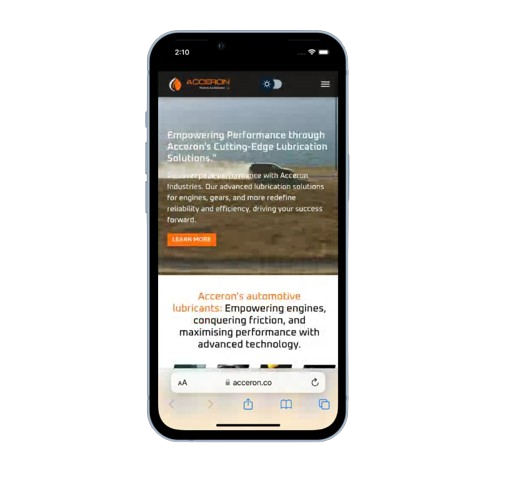 2:10
ACCERON
Empowering Performance through
Acceron's Cutting-Edge Lubrication
Solutions."
Discover peak performance with Acceron
Industries. Our advanced lubrication solutions
for engines, gears, and more redefine
reliability and efficiency, driving your success
forward.
LEARN MORE
Acceron's automotive
lubricants: Empowering engines,
conquering friction, and
maximising performance with
advanced technology.
AA
acceron.co